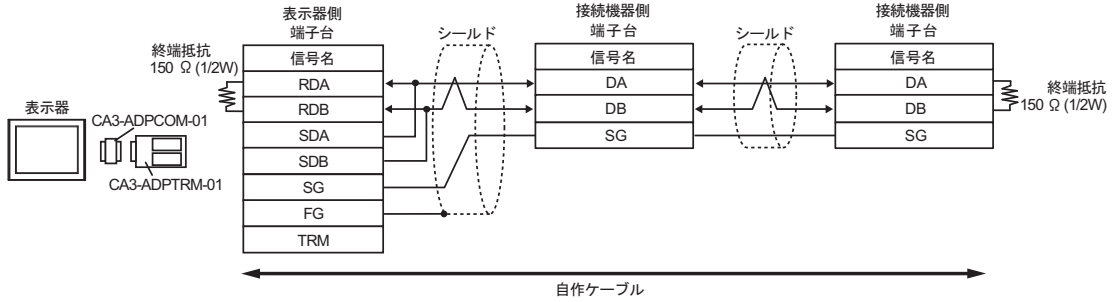 表示器
CA3-ADPCOM-01
CA3-ADPTRM-01
終端抵抗
150 Ω (1/2W)
表示器側
端子台
信号名
RDA
RDB
SDA
SDB
SG
FG
TRM
シールド
接続機器側
端子台
信号名
DA
DB
SG
シールド
接続機器側
端子台
信号名
DA
DB
SG
終端抵抗
150 Ω (1/2W)
自作ケーブル